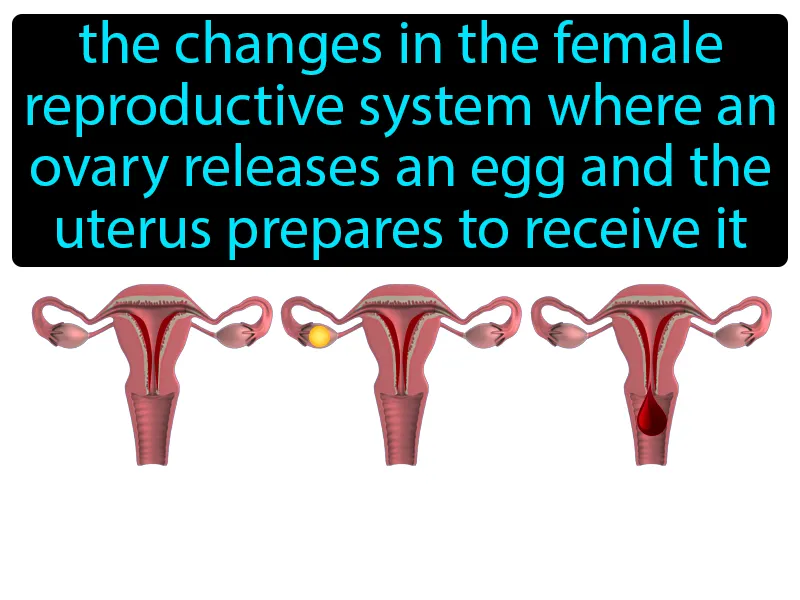 the changes in the female
reproductive system where an
ovary releases an egg and the
uterus prepares to receive it